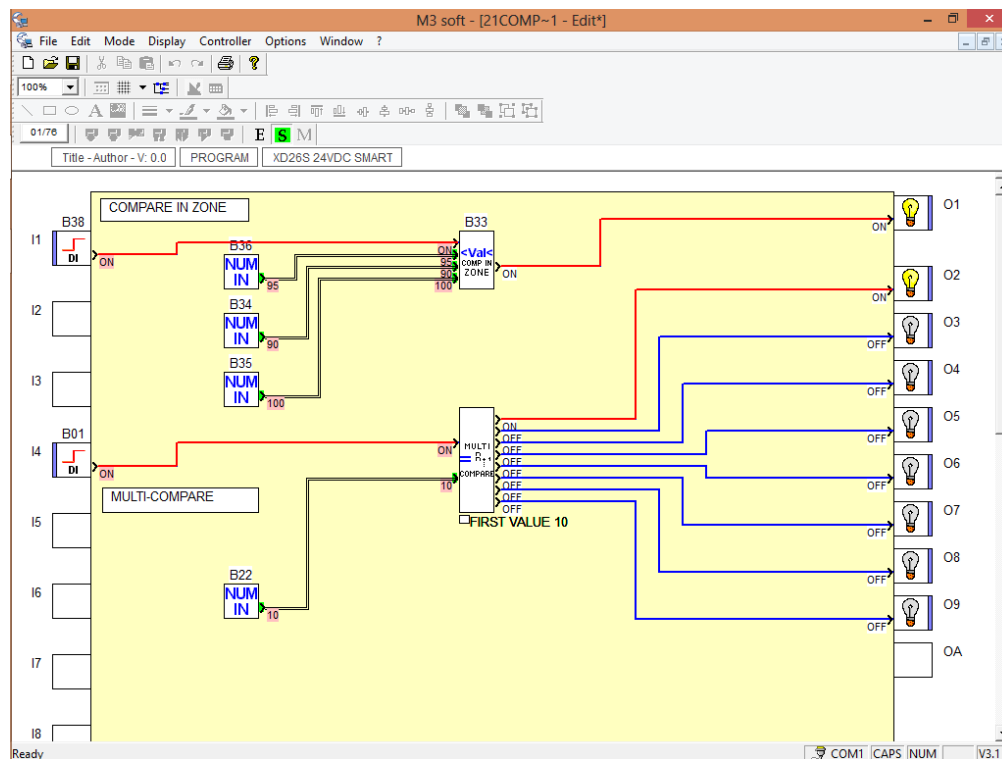 M3 soft - [21COMP~1 - Edit*]
File Edit Mode Display Controller Options Window ?
100%
A
01/76 E S M
Title - Author - V: 0.0 PROGRAM XD26S 24VDC SMART
COMPARE IN ZONE
I1 B38 DI ON
B36 NUM IN 95
B34 NUM IN 90
B35 NUM IN 100
B33 ON 95 90 100 <Val< COMP IN ZONE ON
I2
I3
I4 B01 DI ON
MULTI-COMPARE
ON 10 MULTI COMPARE
ON
OFF
OFF
OFF
OFF
OFF
OFF
OFF
FIRST VALUE 10
B22 NUM IN 10
I5
I6
I7
I8
ON O1
ON O2
OFF O3
OFF O4
OFF O5
OFF O6
OFF O7
OFF O8
OFF O9
OA
Ready COM1 CAPS NUM V3.1